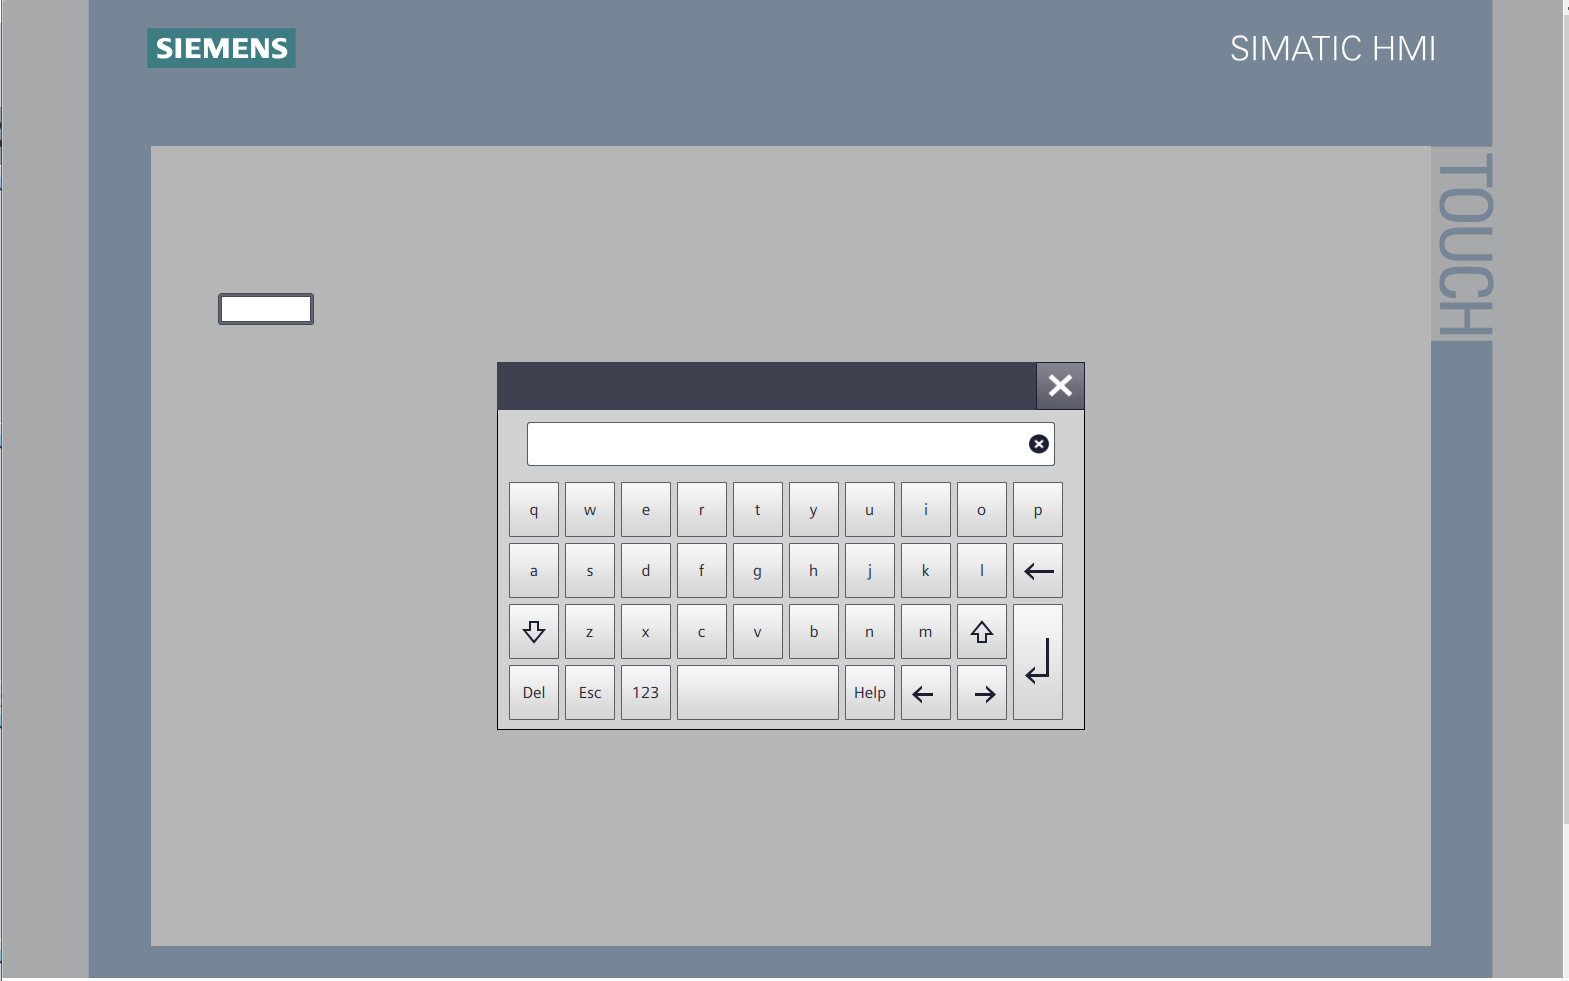 SIEMENS
SIMATIC HMI
TOUCH
q w e r t y u i o p
a s d f g h j k l
z x c v b n m
Del Esc 123 Help